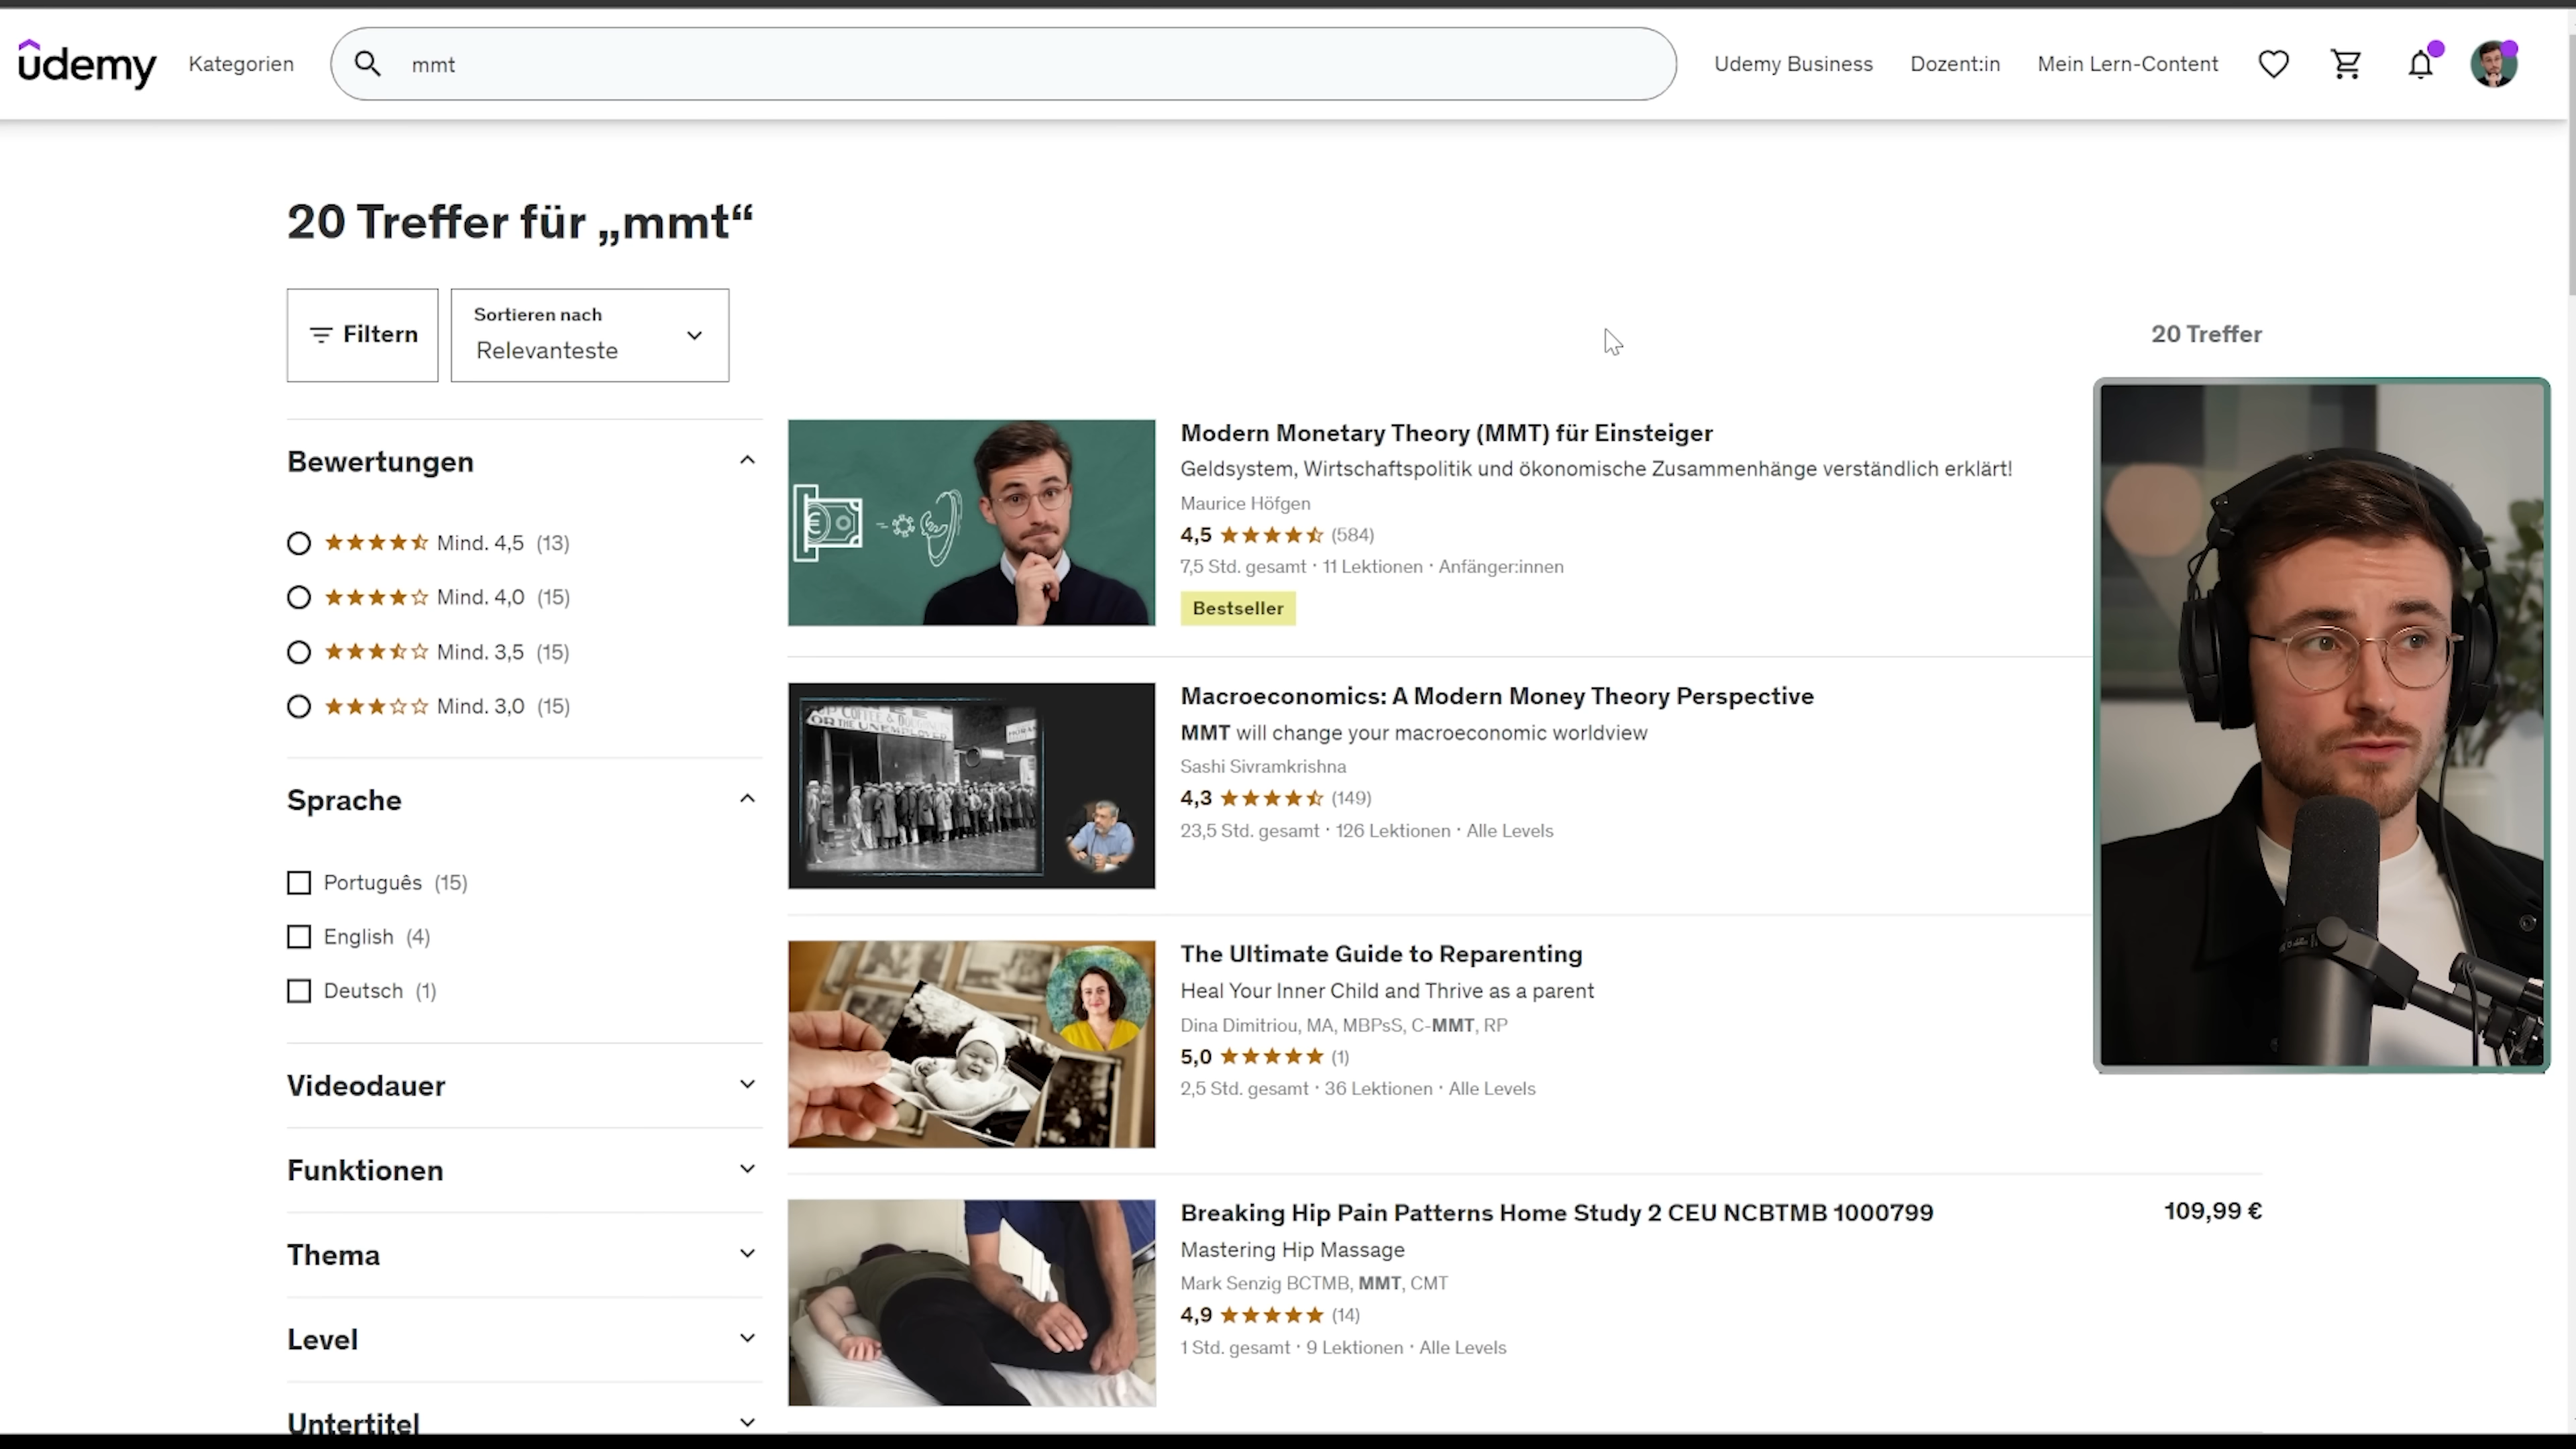 udemy
Kategorien
mmt
Udemy Business
Dozent:in
Mein Lern-Content
20 Treffer für „mmt“
Filtern
Sortieren nach
Relevanteste
20 Treffer
Bewertungen
Mind. 4,5 (13)
Mind. 4,0 (15)
Mind. 3,5 (15)
Mind. 3,0 (15)
Sprache
Português (15)
English (4)
Deutsch (1)
Videodauer
Funktionen
Thema
Level
Untertitel
Modern Monetary Theory (MMT) für Einsteiger
Geldsystem, Wirtschaftspolitik und ökonomische Zusammenhänge verständlich erklärt!
Maurice Höfgen
4,5 (584)
7,5 Std. gesamt · 11 Lektionen · Anfänger:innen
Bestseller
COFFEE & DOUGHNUTS
FOR THE UNEMPLOYED
Macroeconomics: A Modern Money Theory Perspective
MMT will change your macroeconomic worldview
Sashi Sivramkrishna
4,3 (149)
23,5 Std. gesamt · 126 Lektionen · Alle Levels
The Ultimate Guide to Reparenting
Heal Your Inner Child and Thrive as a parent
Dina Dimitriou, MA, MBPsS, C-MMT, RP
5,0 (1)
2,5 Std. gesamt · 36 Lektionen · Alle Levels
Breaking Hip Pain Patterns Home Study 2 CEU NCBTMB 1000799
109,99 €
Mastering Hip Massage
Mark Senzig BCTMB, MMT, CMT
4,9 (14)
1 Std. gesamt · 9 Lektionen · Alle Levels